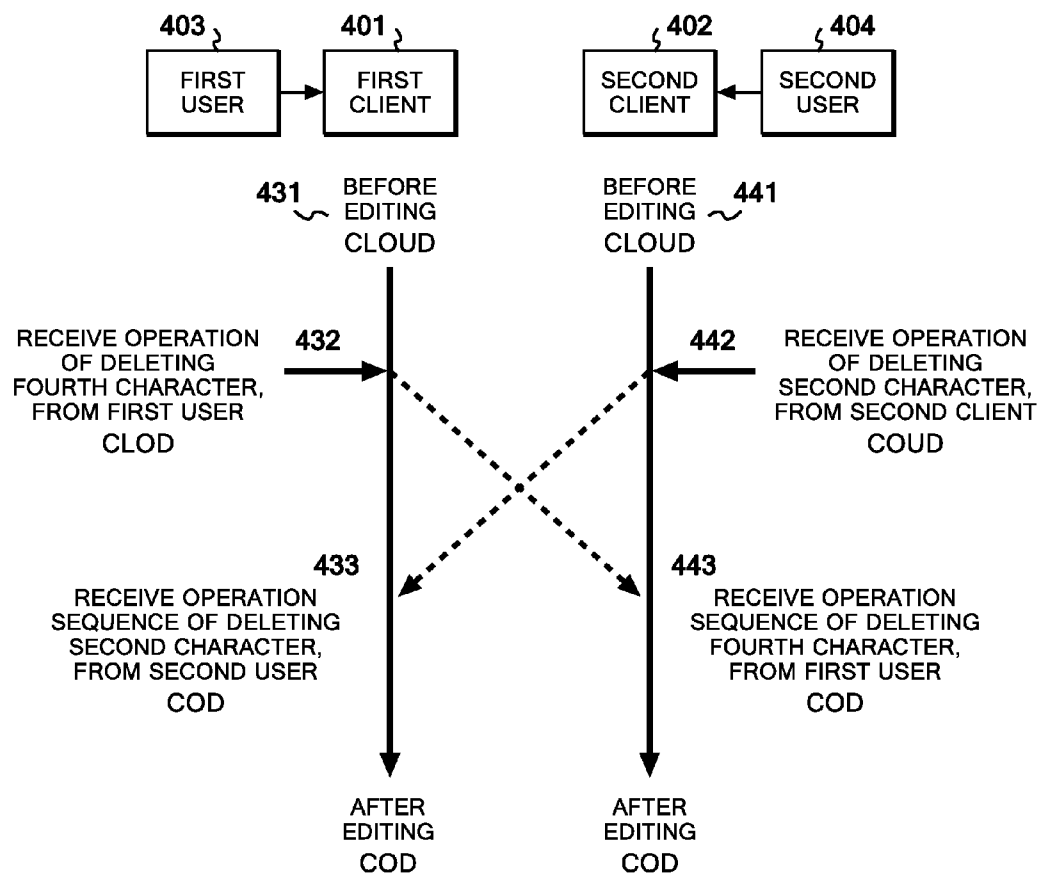 403
401
402
404
FIRST
USER
FIRST
CLIENT
SECOND
CLIENT
SECOND
USER
431
BEFORE
EDITING
CLOUD
BEFORE
EDITING
CLOUD
441
RECEIVE OPERATION
OF DELETING
FOURTH CHARACTER,
FROM FIRST USER
CLOD
432
442
RECEIVE OPERATION
OF DELETING
SECOND CHARACTER,
FROM SECOND CLIENT
COUD
433
RECEIVE OPERATION
SEQUENCE OF DELETING
SECOND CHARACTER,
FROM SECOND USER
COD
443
RECEIVE OPERATION
SEQUENCE OF DELETING
FOURTH CHARACTER,
FROM FIRST USER
COD
AFTER
EDITING
COD
AFTER
EDITING
COD